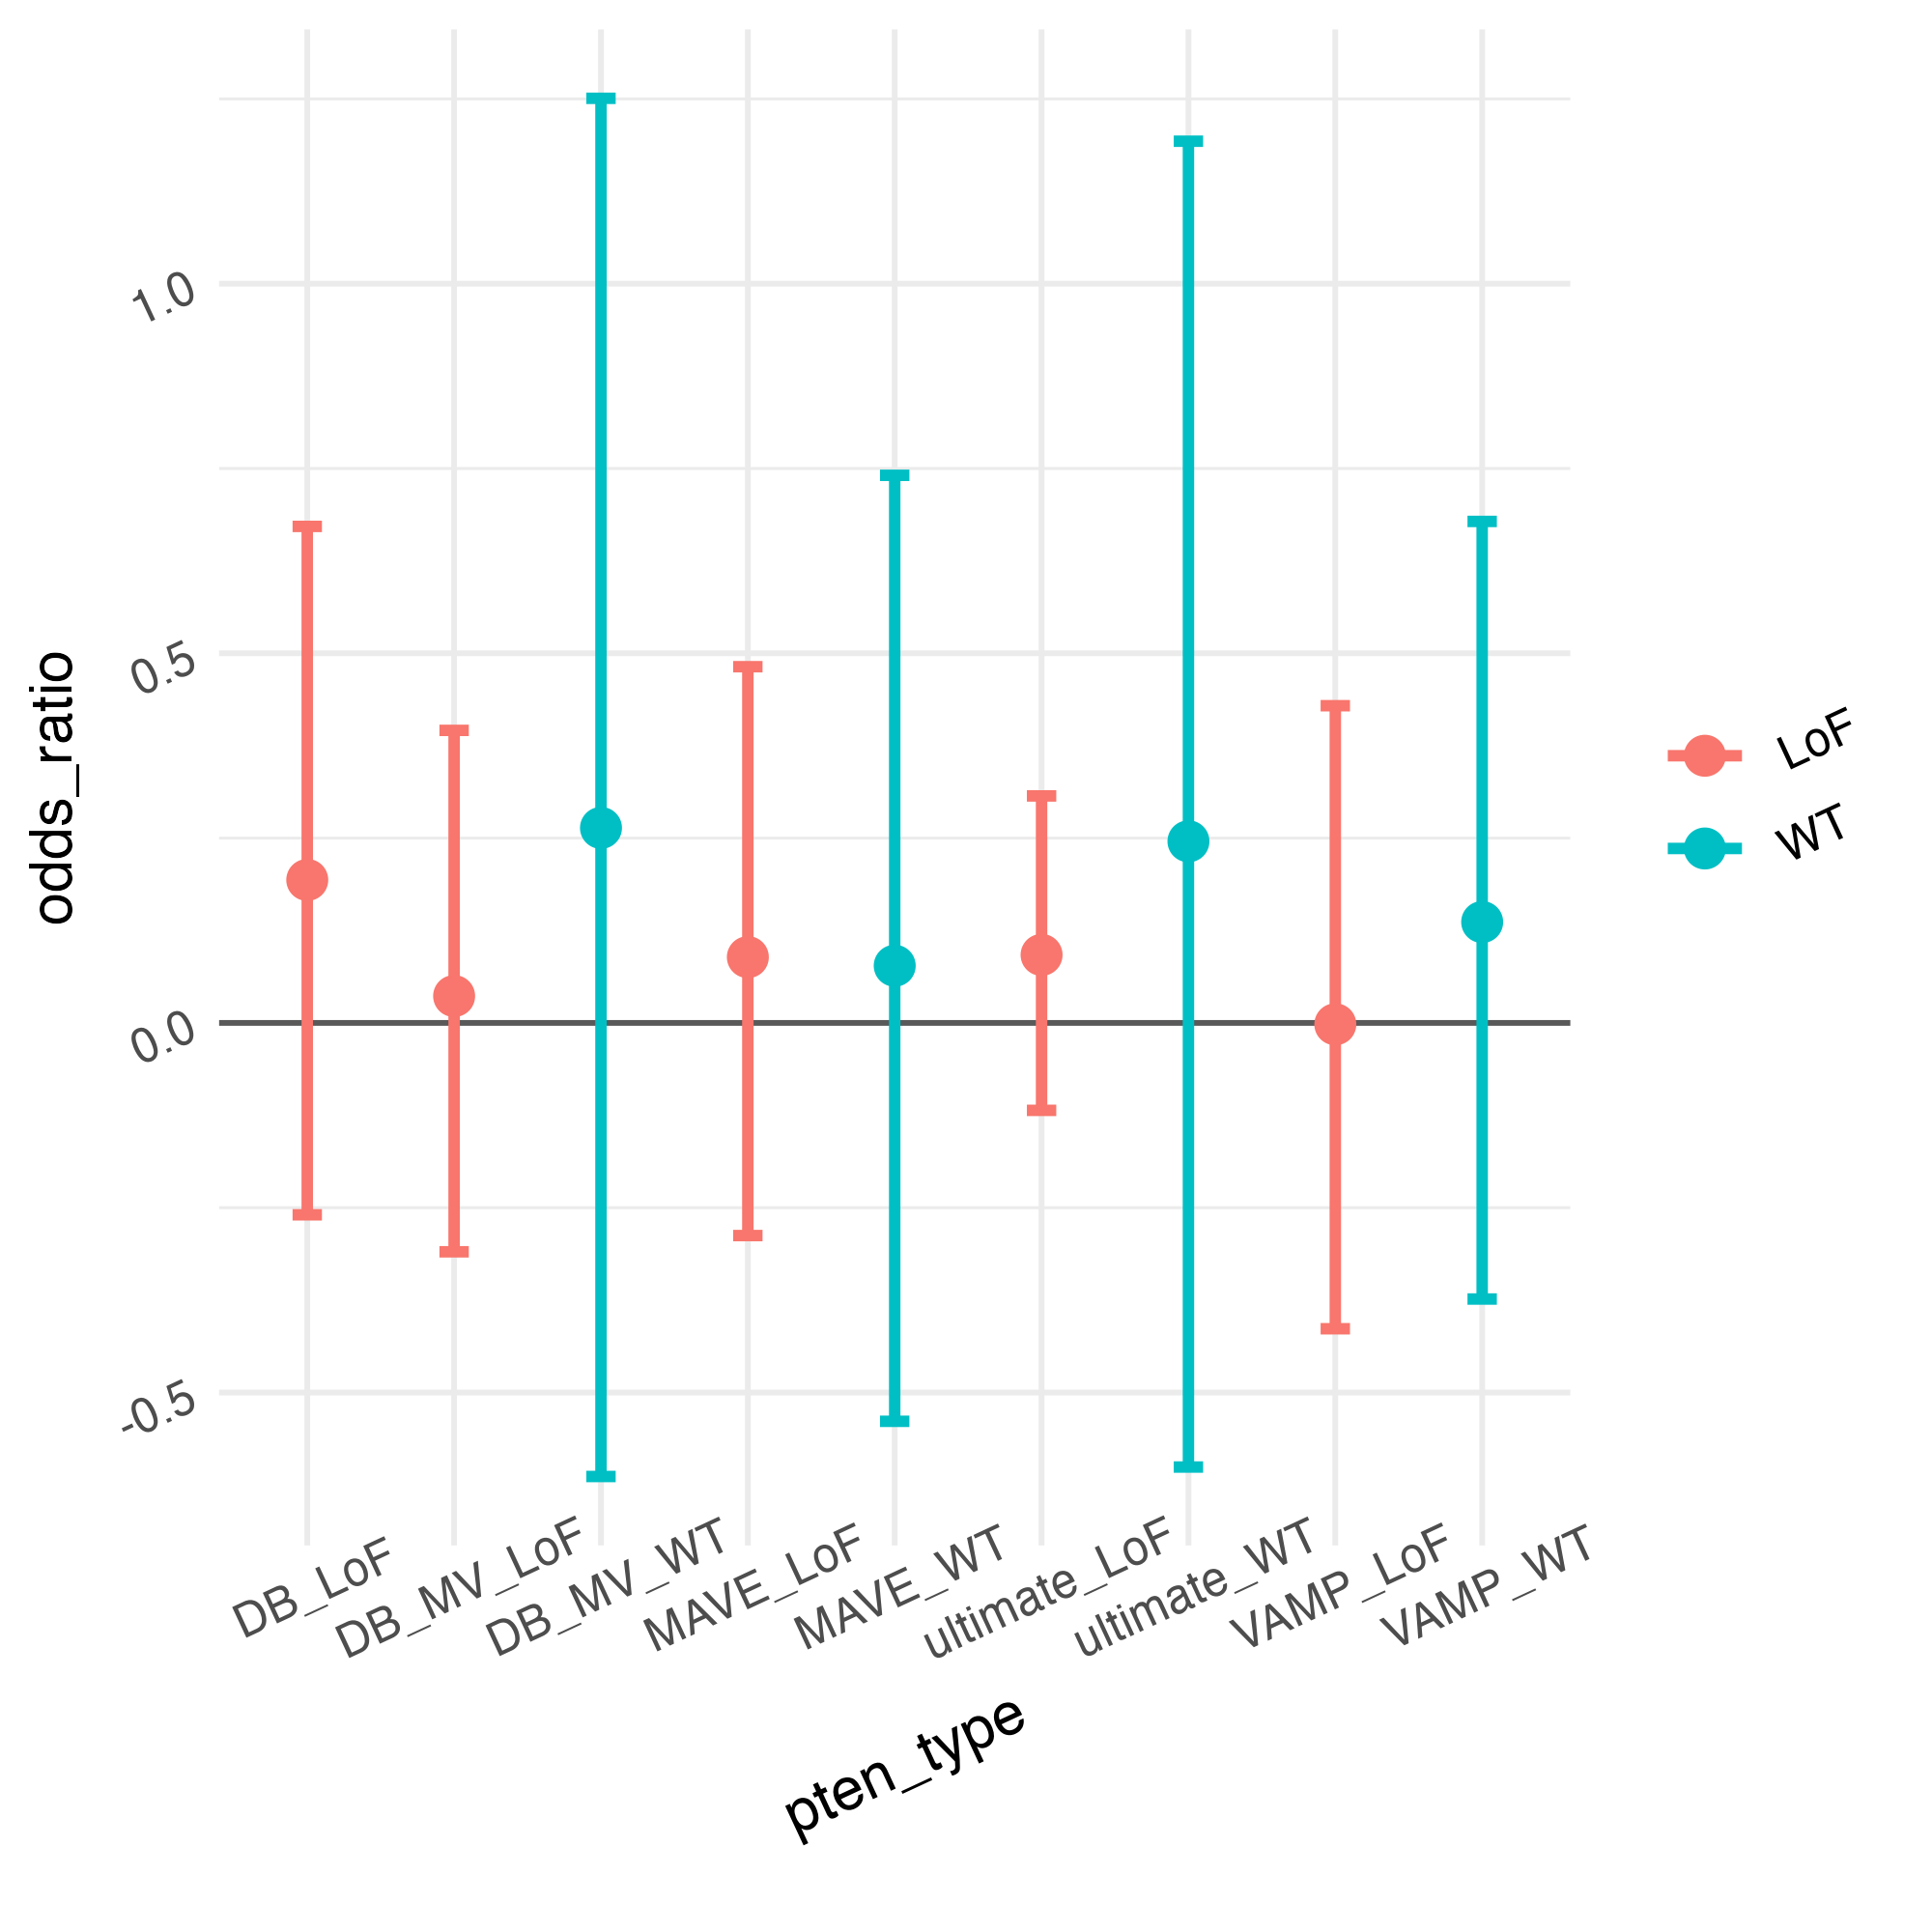 odds_ratio
1.0
0.5
0.0
-0.5
DB_LoF
DB_MV_LoF
DB_MV_WT
MAVE_LoF
MAVE_WT
ultimate_LoF
ultimate_WT
VAMP_LoF
VAMP_WT
pten_type
LoF
WT